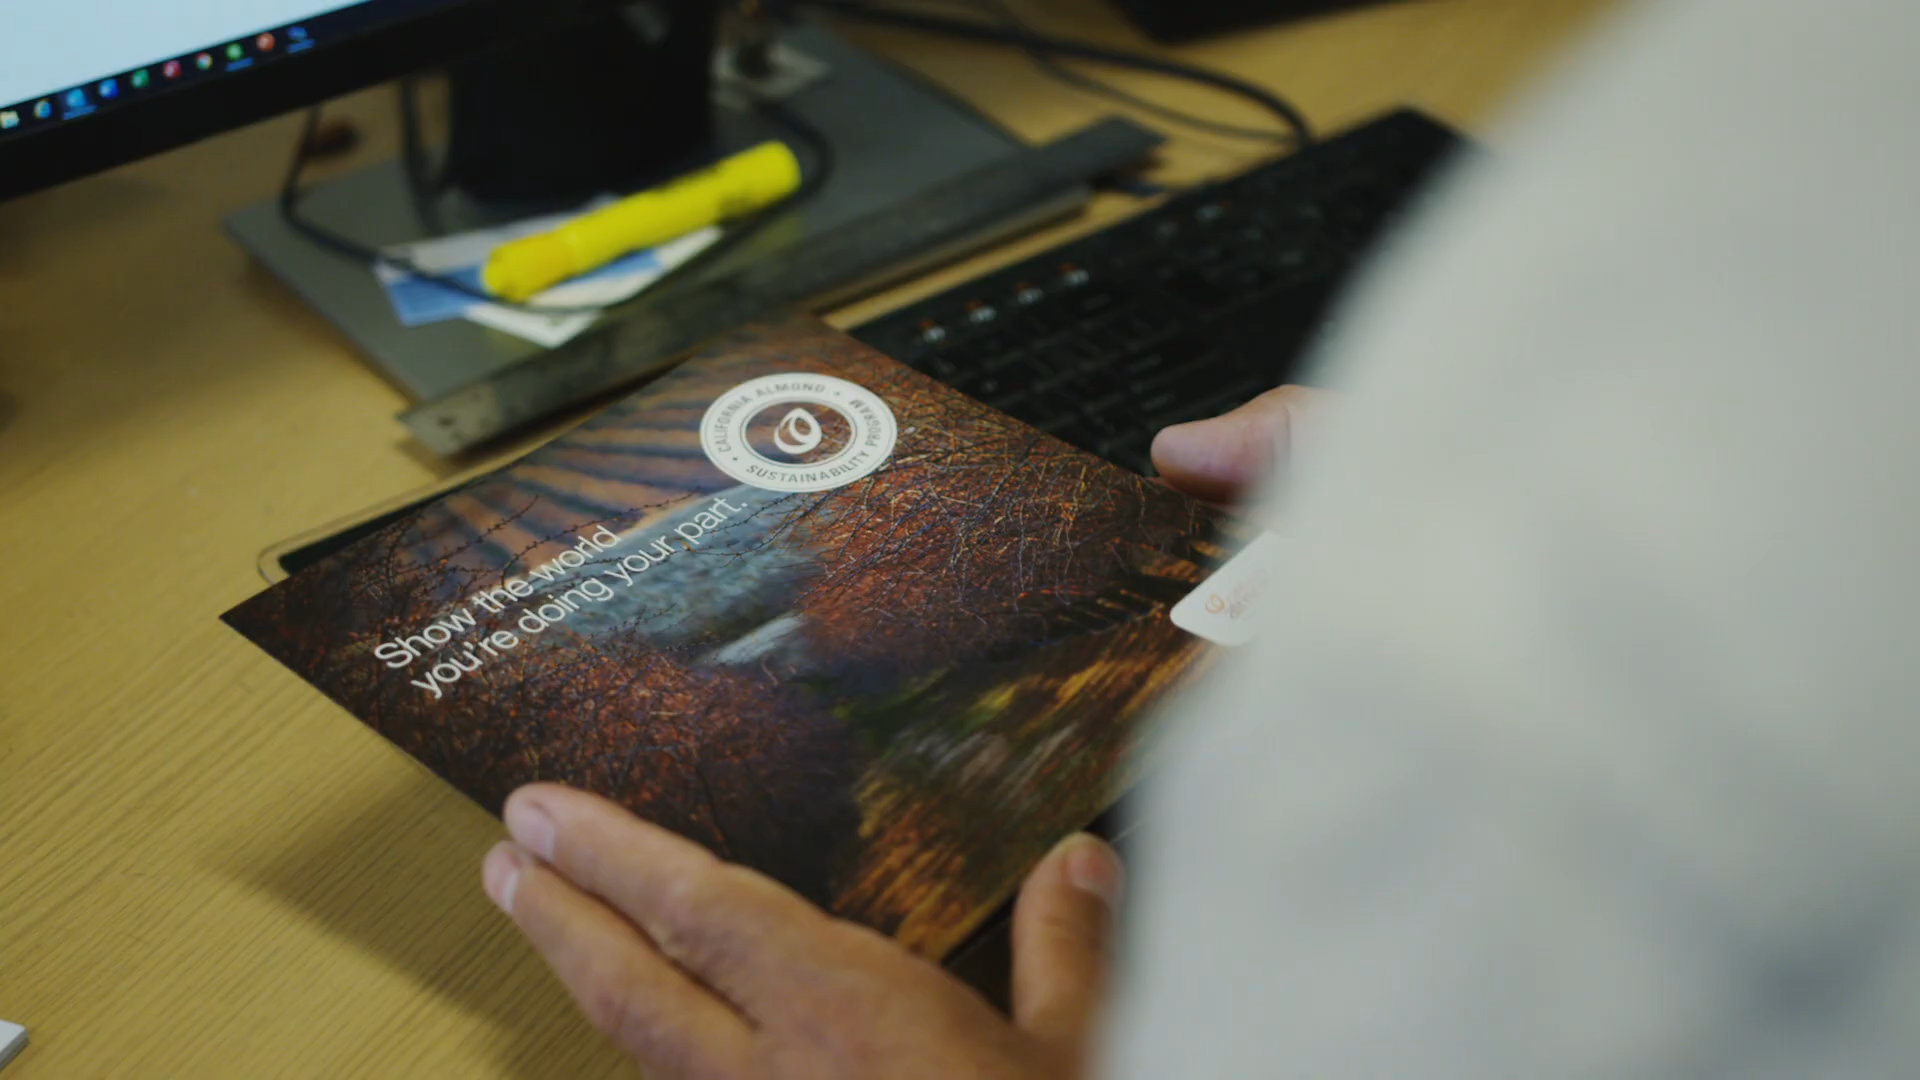 CALIFORNIA ALMOND
SUSTAINABILITY PROGRAM
Show the world
you're doing your part.